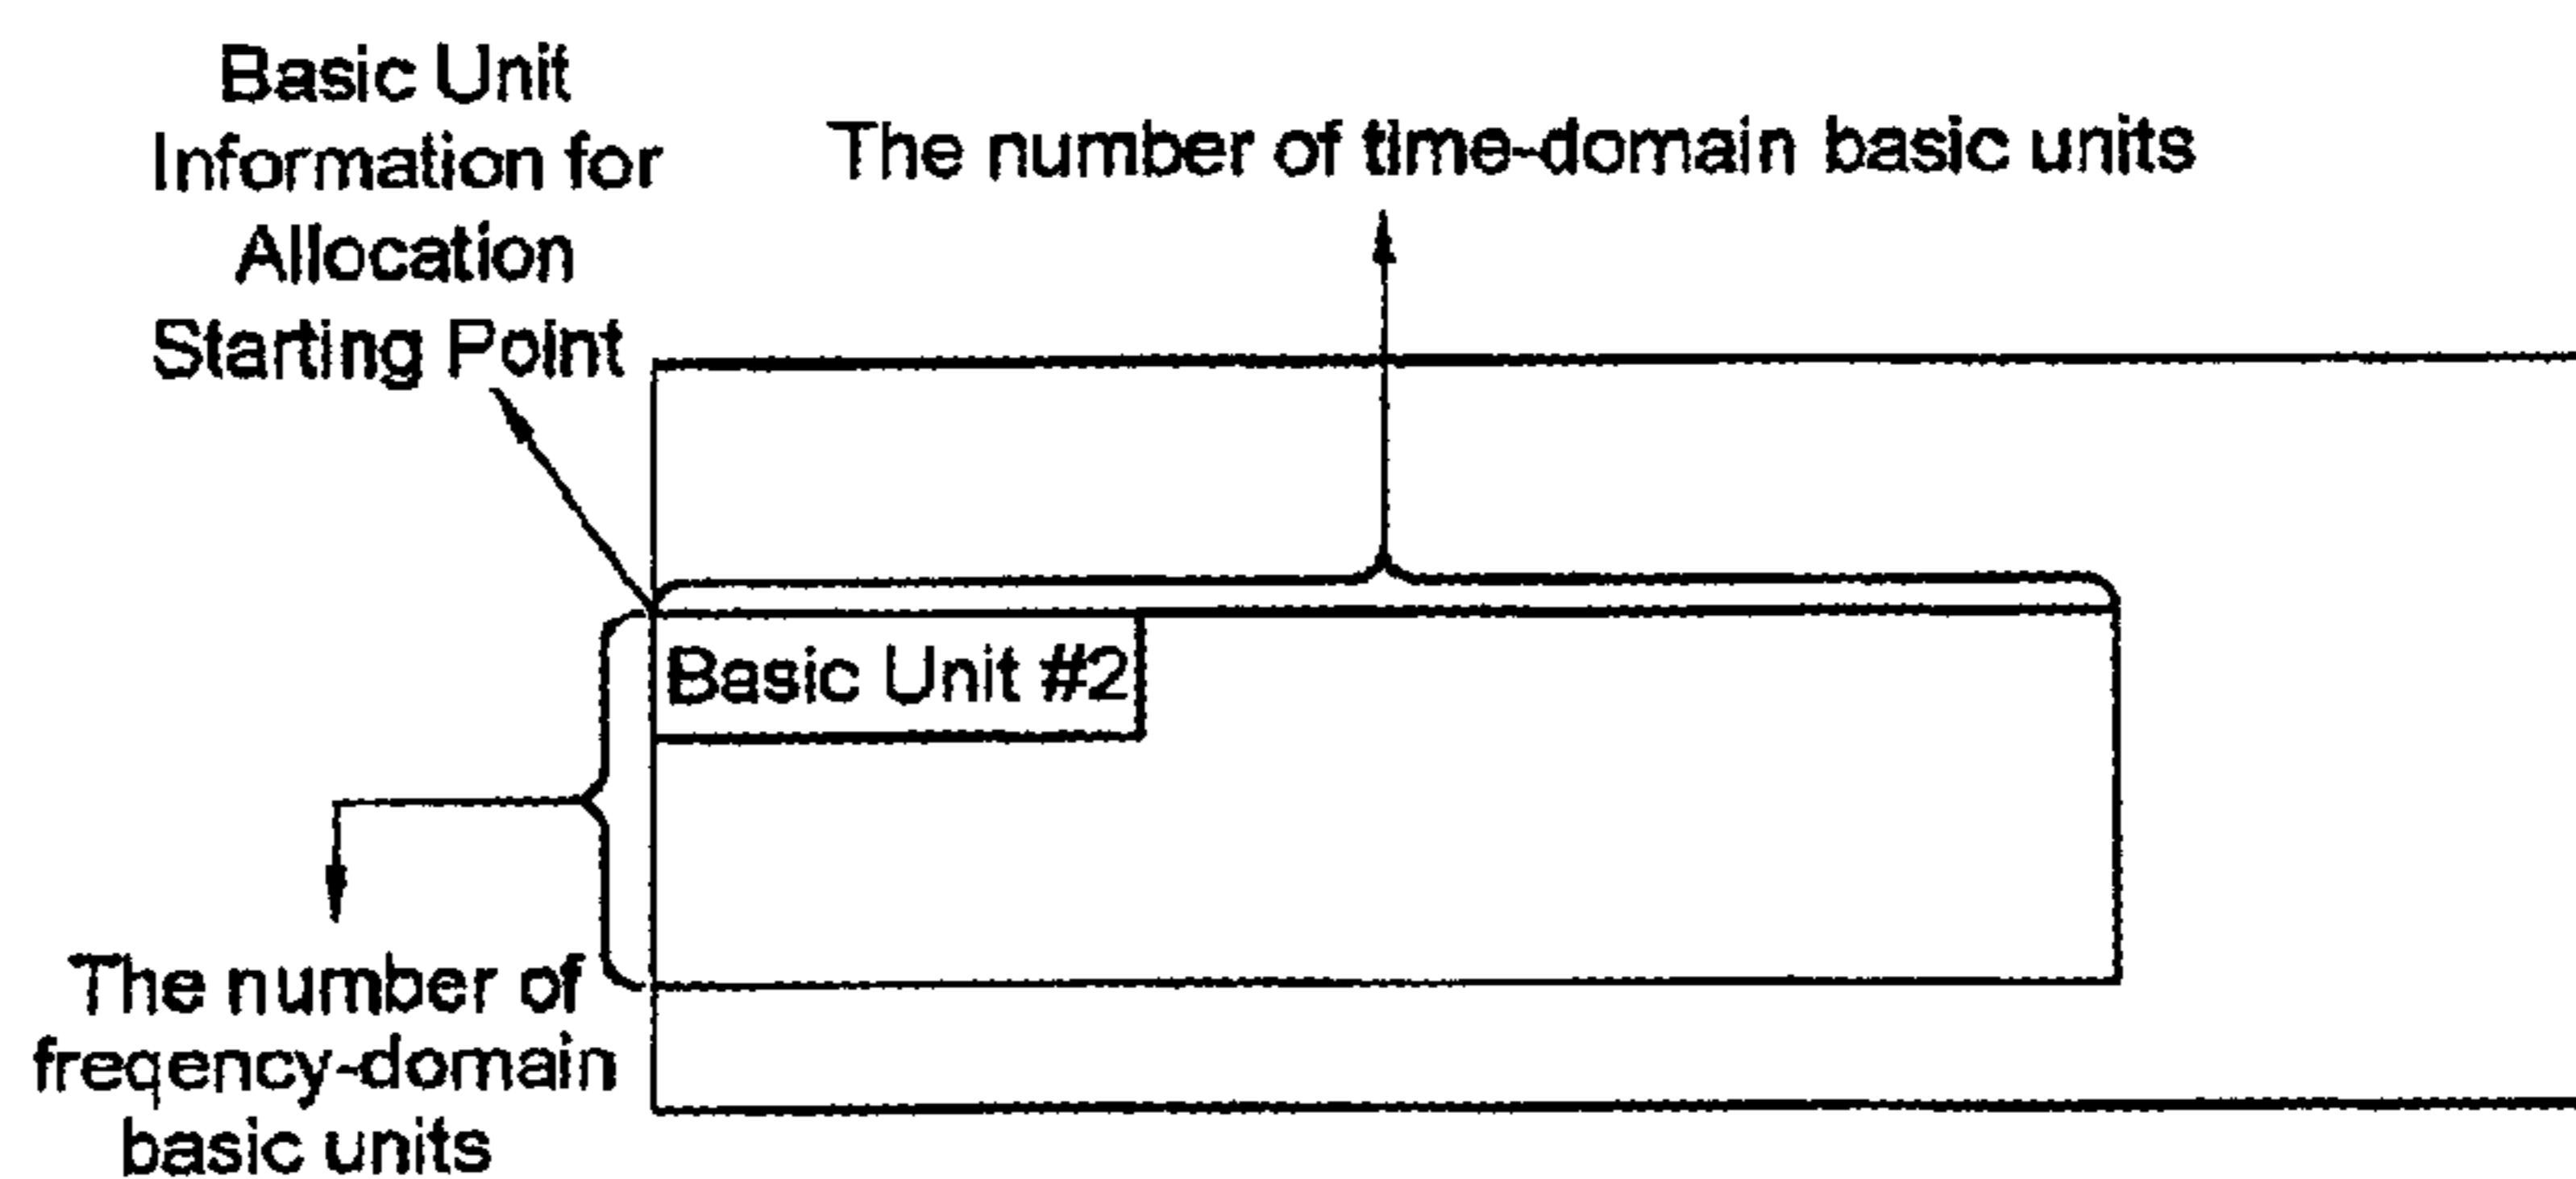 Basic Unit
Information for
Allocation
Starting Point
The number of time-domain basic units
Basic Unit #2
The number of
freqency-domain
basic units